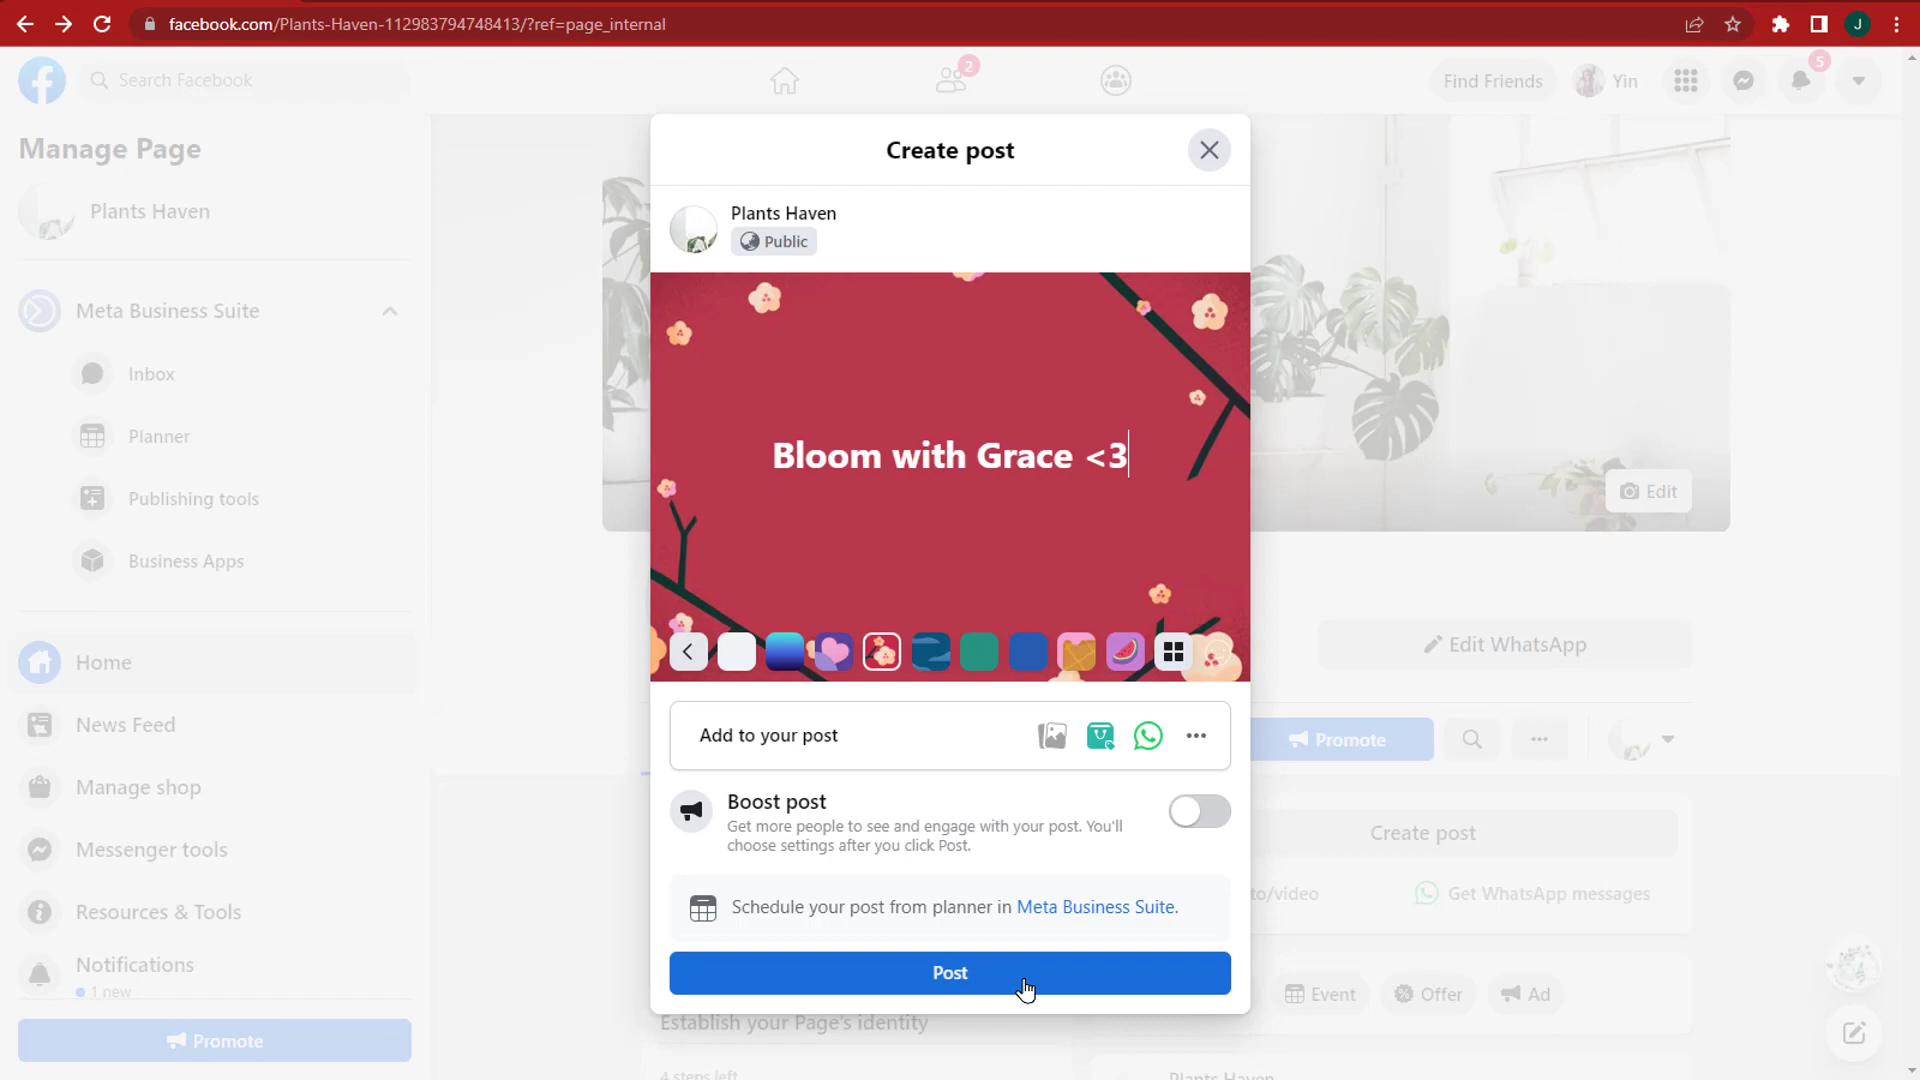 facebook.com/Plants-Haven-112983794748413/?ref=page_internal
J
Search Facebook
2
Find Friends
Yin
5
Manage Page
Plants Haven
Meta Business Suite
Inbox
Planner
Publishing tools
Business Apps
Home
News Feed
Manage shop
Messenger tools
Resources & Tools
Notifications
1 new
Promote
Create post
Plants Haven
Public
Bloom with Grace <3
Add to your post
Boost post
Get more people to see and engage with your post. You'll
choose settings after you click Post.
Schedule your post from planner in Meta Business Suite.
Post
Edit
Edit WhatsApp
Promote
Create post
to/video
Get WhatsApp messages
Event
Offer
Ad
Establish your Page's identity
4 steps left
Plants Haven